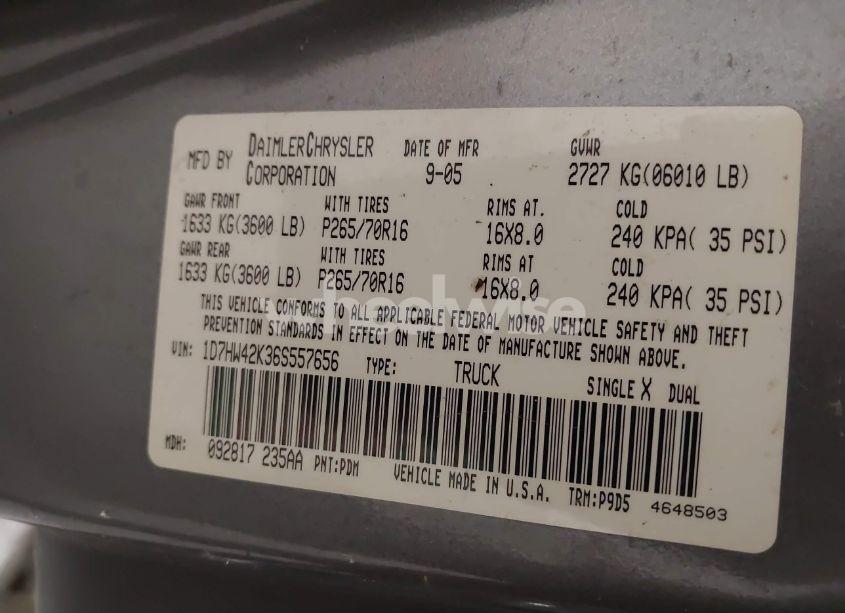 MFD BY DAIMLERCHRYSLER CORPORATION DATE OF MFR 9-05 GVWR 2727 KG(06010 LB)
GAWR FRONT WITH TIRES RIMS AT. COLD
1633 KG(3600 LB) P265/70R16 16X8.0 240 KPA( 35 PSI)
GAWR REAR WITH TIRES RIMS AT COLD
1633 KG(3600 LB) P265/70R16 16X8.0 240 KPA( 35 PSI)
THIS VEHICLE CONFORMS TO ALL APPLICABLE FEDERAL MOTOR VEHICLE SAFETY AND THEFT
PREVENTION STANDARDS IN EFFECT ON THE DATE OF MANUFACTURE SHOWN ABOVE.
VIN: 1D7HW42K36S557656 TYPE: TRUCK SINGLE X DUAL
MDH: 092817 235AA PNT:PDM VEHICLE MADE IN U.S.A. TRM:P9D5 4648503